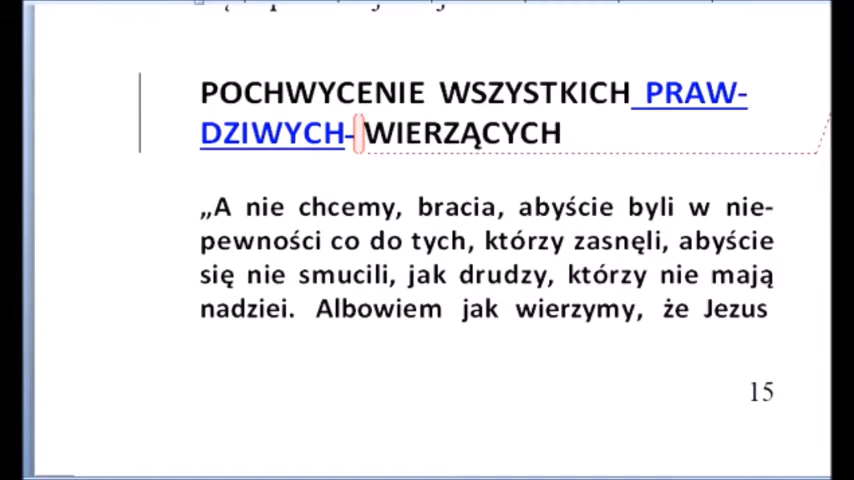 POCHWYCENIE WSZYSTKICH PRAW-
DZIWYCH- WIERZĄCYCH
„A nie chcemy, bracia, abyście byli w nie-
pewności co do tych, którzy zasnęli, abyście
się nie smucili, jak drudzy, którzy nie mają
nadziei. Albowiem jak wierzymy, że Jezus
15